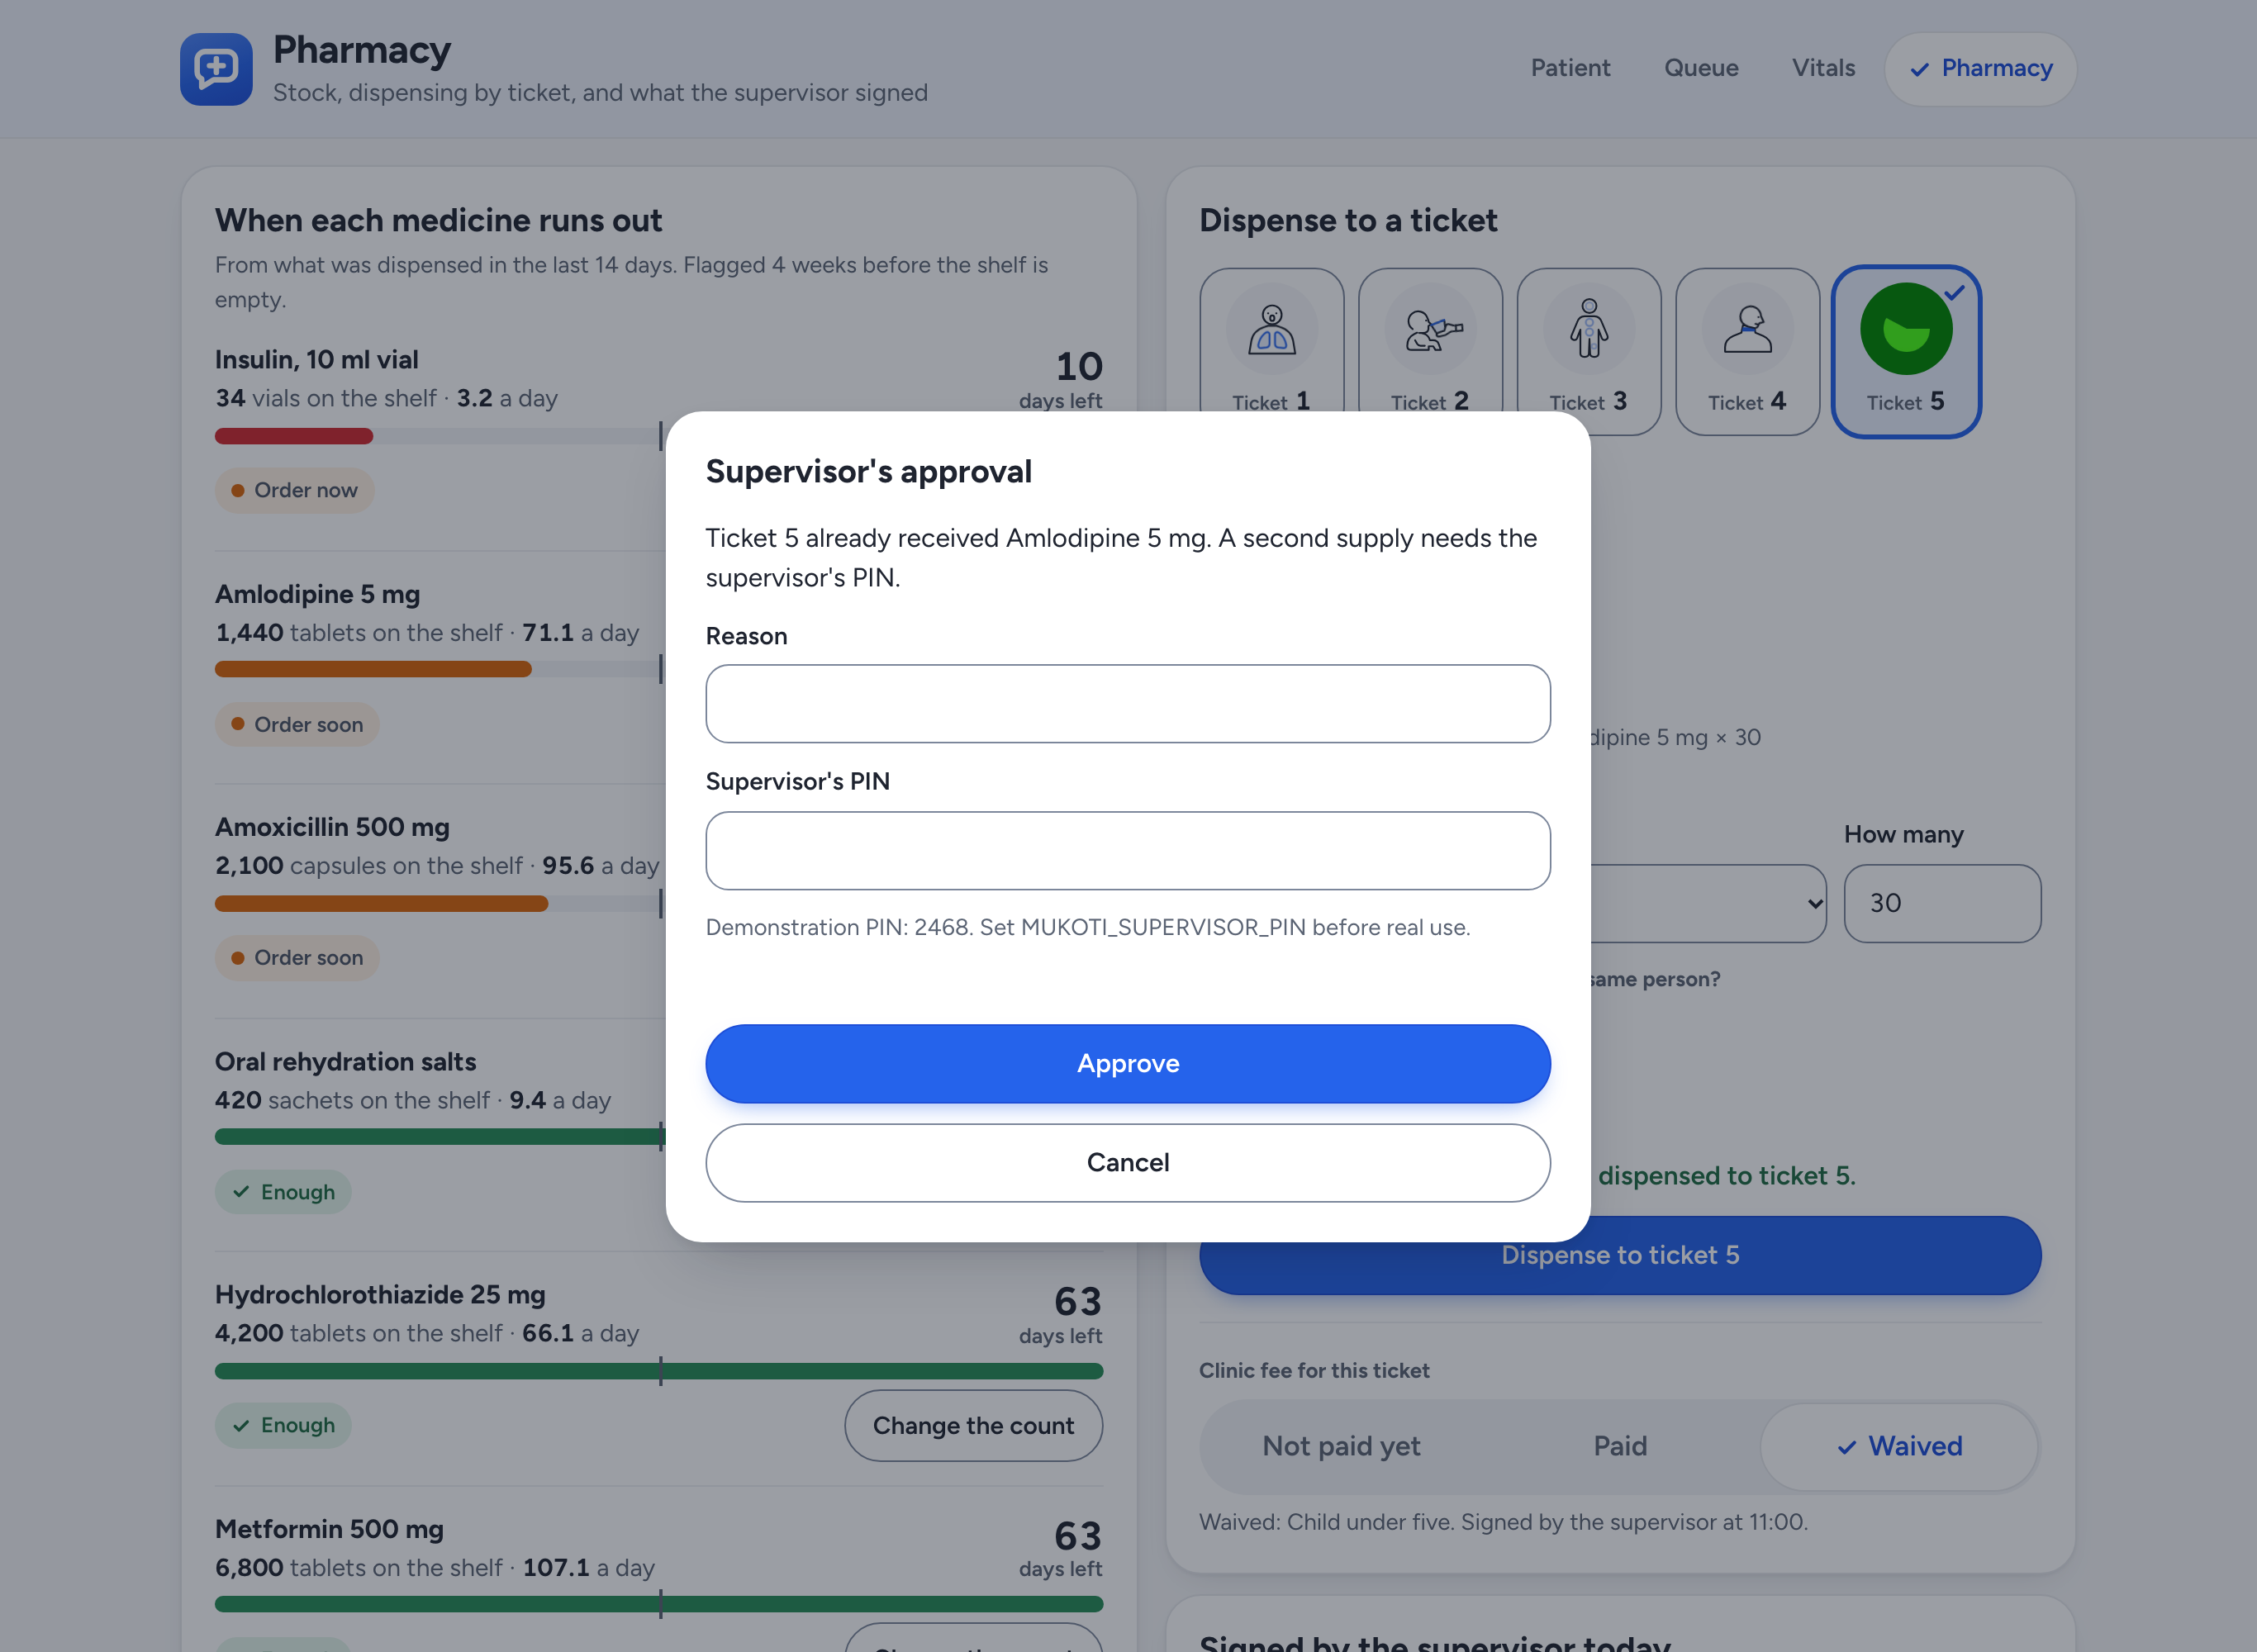 Pharmacy
Stock, dispensing by ticket, and what the supervisor signed
Patient
Queue
Vitals
Pharmacy
When each medicine runs out
From what was dispensed in the last 14 days. Flagged 4 weeks before the shelf is
empty.
Insulin, 10 ml vial
34 vials on the shelf · 3.2 a day
10
days left
Order now
Amlodipine 5 mg
1,440 tablets on the shelf · 71.1 a day
Order soon
Amoxicillin 500 mg
2,100 capsules on the shelf · 95.6 a day
Order soon
Oral rehydration salts
420 sachets on the shelf · 9.4 a day
Enough
Hydrochlorothiazide 25 mg
4,200 tablets on the shelf · 66.1 a day
63
days left
Enough
Change the count
Metformin 500 mg
6,800 tablets on the shelf · 107.1 a day
63
days left
Dispense to a ticket
Ticket 1
Ticket 2
Ticket 3
Ticket 4
Ticket 5
Supervisor's approval
Ticket 5 already received Amlodipine 5 mg. A second supply needs the
supervisor's PIN.
Reason
Supervisor's PIN
Demonstration PIN: 2468. Set MUKOTI_SUPERVISOR_PIN before real use.
Approve
Cancel
5 mg × 30
How many
30
same person?
dispensed to ticket 5.
Dispense to ticket 5
Clinic fee for this ticket
Not paid yet
Paid
Waived
Waived: Child under five. Signed by the supervisor at 11:00.
Signed by the supervisor today